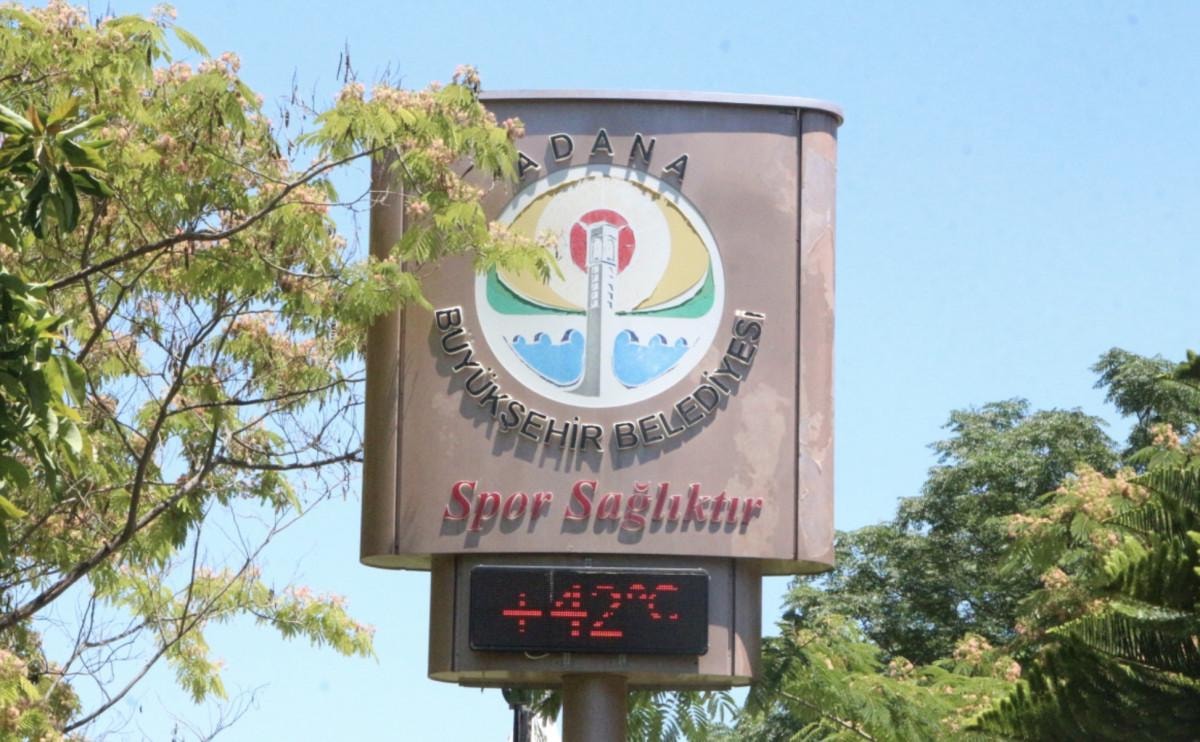 ADANA
BÜYÜKŞEHİR BELEDİYESİ
Spor Sağlıktır
+42°C